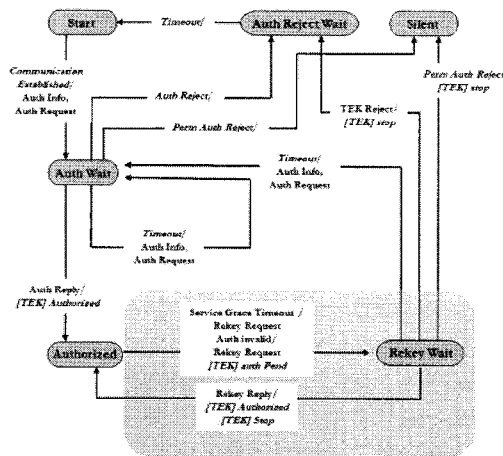 Start
Timeout/
Auth Reject Wait
Silent
Communication
Established/
Auth Info,
Auth Request
Auth Reject/
Perm Auth Reject/
TEK Reject/
[TEK] stop
Perm Auth Reject/
[TEK] stop
Auth Wait
Timeout/
Auth Info,
Auth Request
Timeout/
Auth Info,
Auth Request
Auth Reply/
[TEK] Authorized
Service Grace Timeout /
Rekey Request
Auth invalid/
Rekey Request
[TEK] auth Pend
Authorized
Rekey Wait
Rekey Reply/
[TEK] Authorized
[TEK] Stop